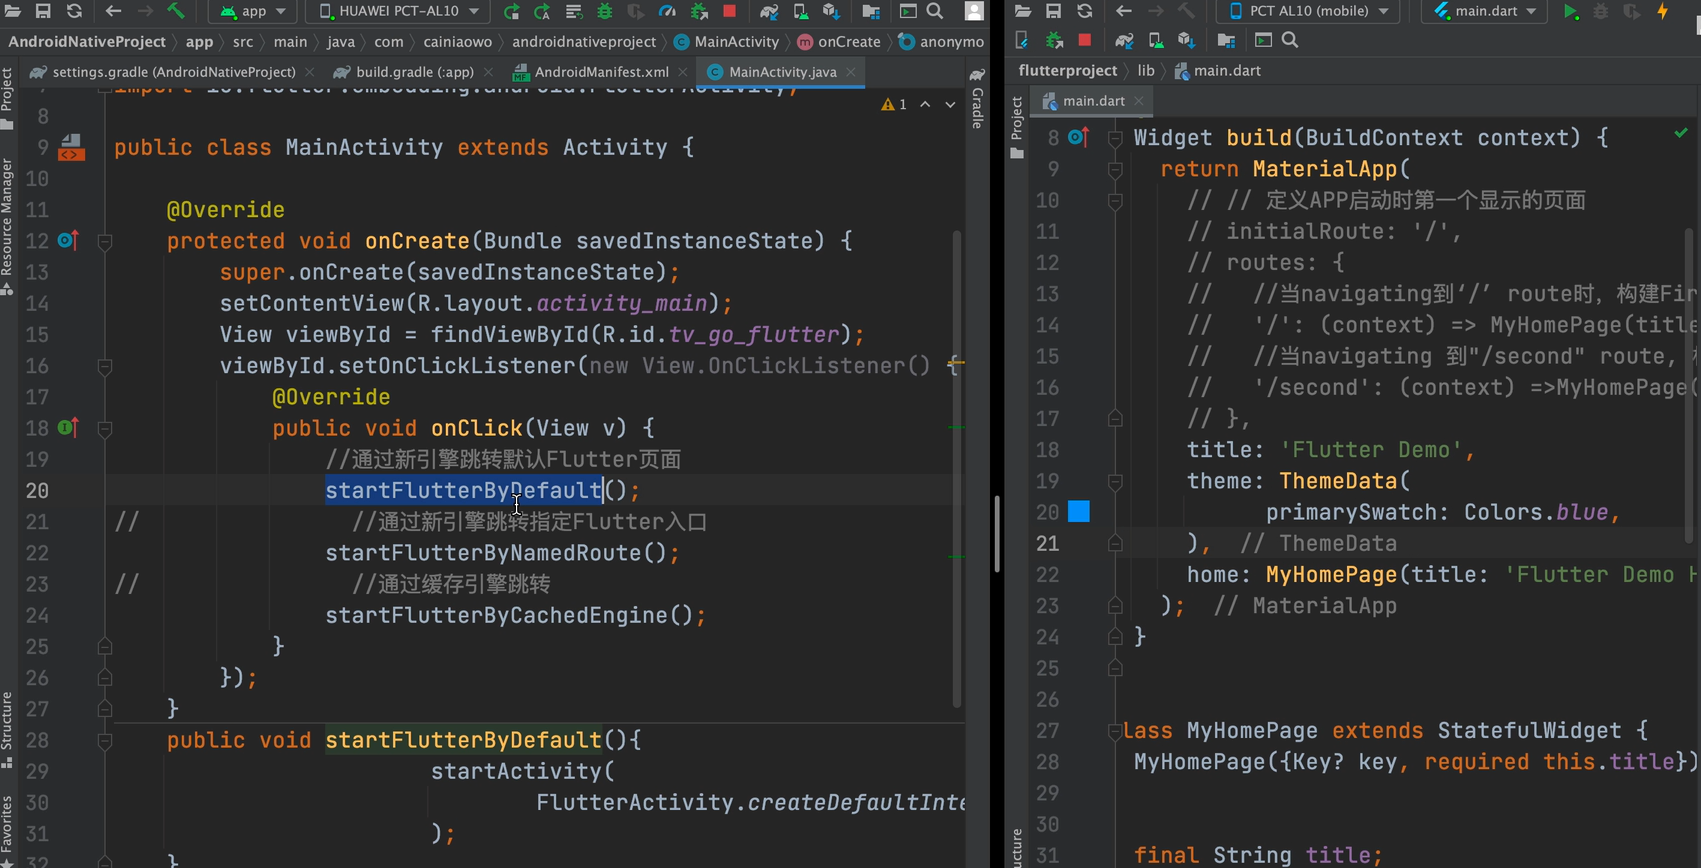 app
HUAWEI PCT-AL10
AndroidNativeProject
app
src
main
java
com
cainiaowo
androidnativeproject
MainActivity
onCreate
anonymo
settings.gradle (AndroidNativeProject)
build.gradle (:app)
AndroidManifest.xml
MainActivity.java
Project
Resource Manager
Structure
Favorites
Gradle
1
8
9 public class MainActivity extends Activity {
10
11 @Override
12 protected void onCreate(Bundle savedInstanceState) {
13 super.onCreate(savedInstanceState);
14 setContentView(R.layout.activity_main);
15 View viewById = findViewById(R.id.tv_go_flutter);
16 viewById.setOnClickListener(new View.OnClickListener() {
17 @Override
18 public void onClick(View v) {
19 //通过新引擎跳转默认Flutter页面
20 startFlutterByDefault();
21 // //通过新引擎跳转指定Flutter入口
22 startFlutterByNamedRoute();
23 // //通过缓存引擎跳转
24 startFlutterByCachedEngine();
25 }
26 });
27 }
28 public void startFlutterByDefault(){
29 startActivity(
30 FlutterActivity.createDefaultInte
31 );
32 }
PCT AL10 (mobile)
main.dart
flutterproject
lib
main.dart
main.dart
Project
ucture
8 Widget build(BuildContext context) {
9 return MaterialApp(
10 // // 定义APP启动时第一个显示的页面
11 // initialRoute: '/',
12 // routes: {
13 // //当navigating到‘/’ route时, 构建Fir
14 // '/': (context) => MyHomePage(title
15 // //当navigating 到"/second" route,
16 // '/second': (context) =>MyHomePage(
17 // },
18 title: 'Flutter Demo',
19 theme: ThemeData(
20 primarySwatch: Colors.blue,
21 ), // ThemeData
22 home: MyHomePage(title: 'Flutter Demo H
23 ); // MaterialApp
24 }
25
26
27 lass MyHomePage extends StatefulWidget {
28 MyHomePage({Key? key, required this.title})
29
30
31 final String title;